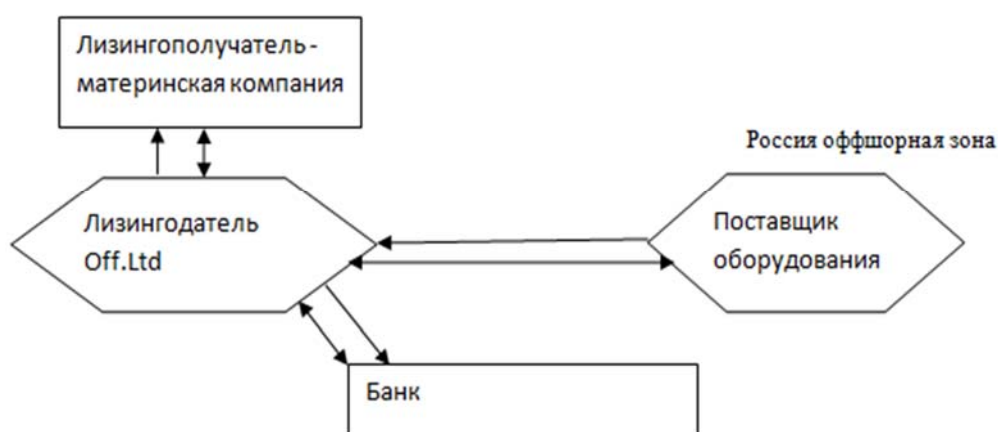 Лизингополучатель -
материнская компания
Россия оффшорная зона
Лизингодатель
Off.Ltd
Поставщик
оборудования
Банк